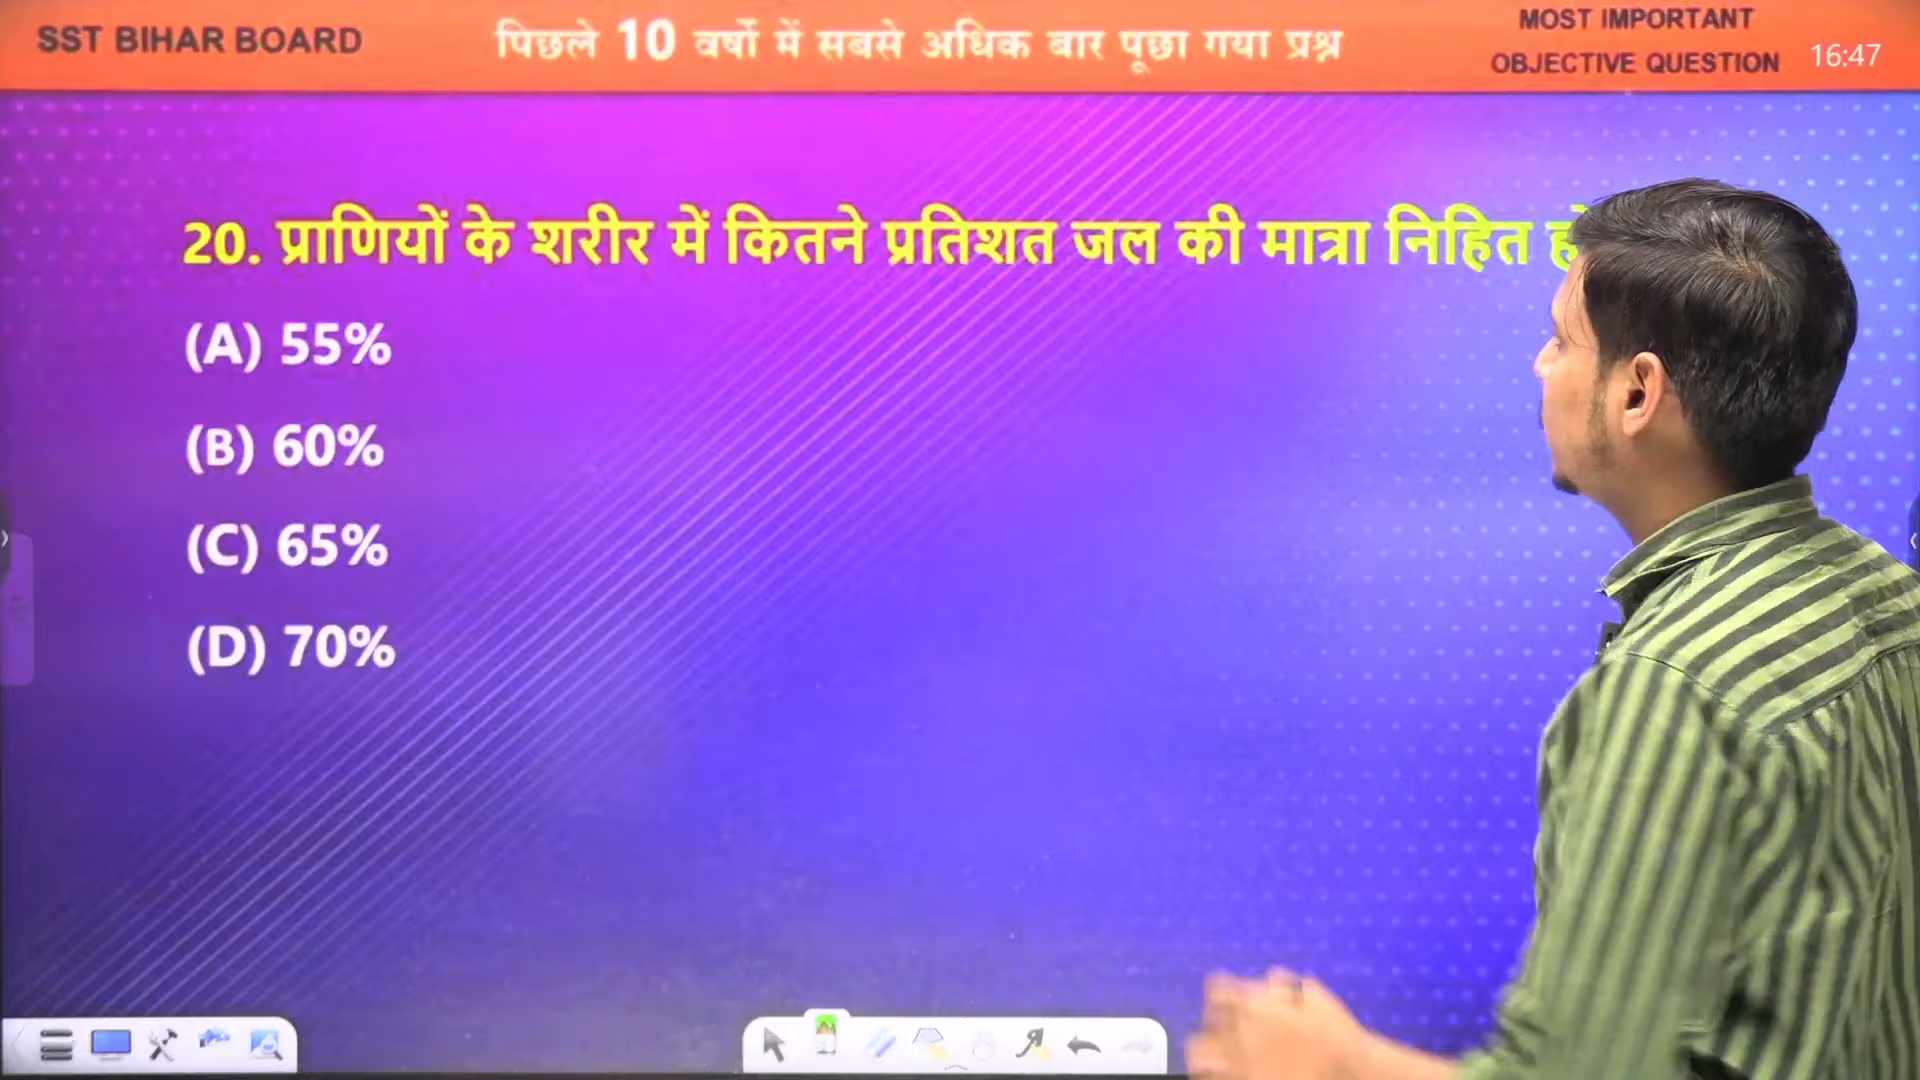 SST BIHAR BOARD
पिछले 10 वर्षो में सबसे अधिक बार पूछा गया प्रश्न
MOST IMPORTANT
OBJECTIVE QUESTION
16:47
20. प्राणियों के शरीर में कितने प्रतिशत जल की मात्रा निहित
(A) 55%
(B) 60%
(C) 65%
(D) 70%